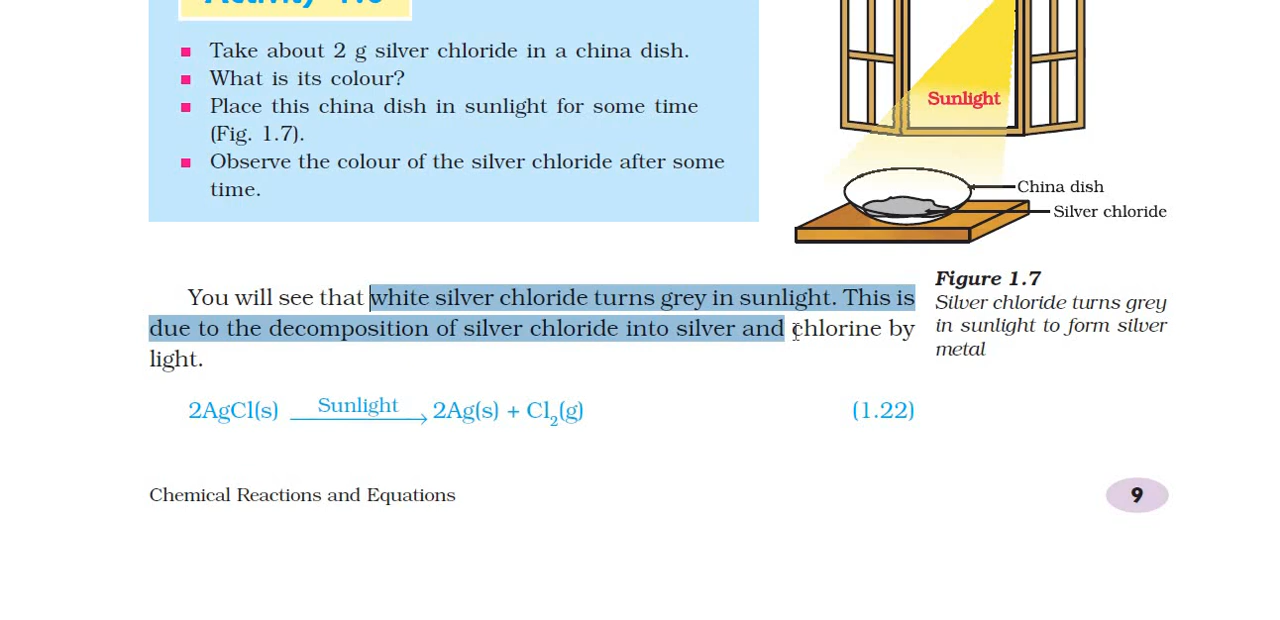 Take about 2 g silver chloride in a china dish.
What is its colour?
Place this china dish in sunlight for some time
(Fig. 1.7).
Observe the colour of the silver chloride after some
time.
Sunlight
China dish
Silver chloride
You will see that white silver chloride turns grey in sunlight. This is
due to the decomposition of silver chloride into silver and chlorine by
light.
Figure 1.7
Silver chloride turns grey
in sunlight to form silver
metal
2AgCl(s) Sunlight → 2Ag(s) + Cl₂(g) (1.22)
Chemical Reactions and Equations
9